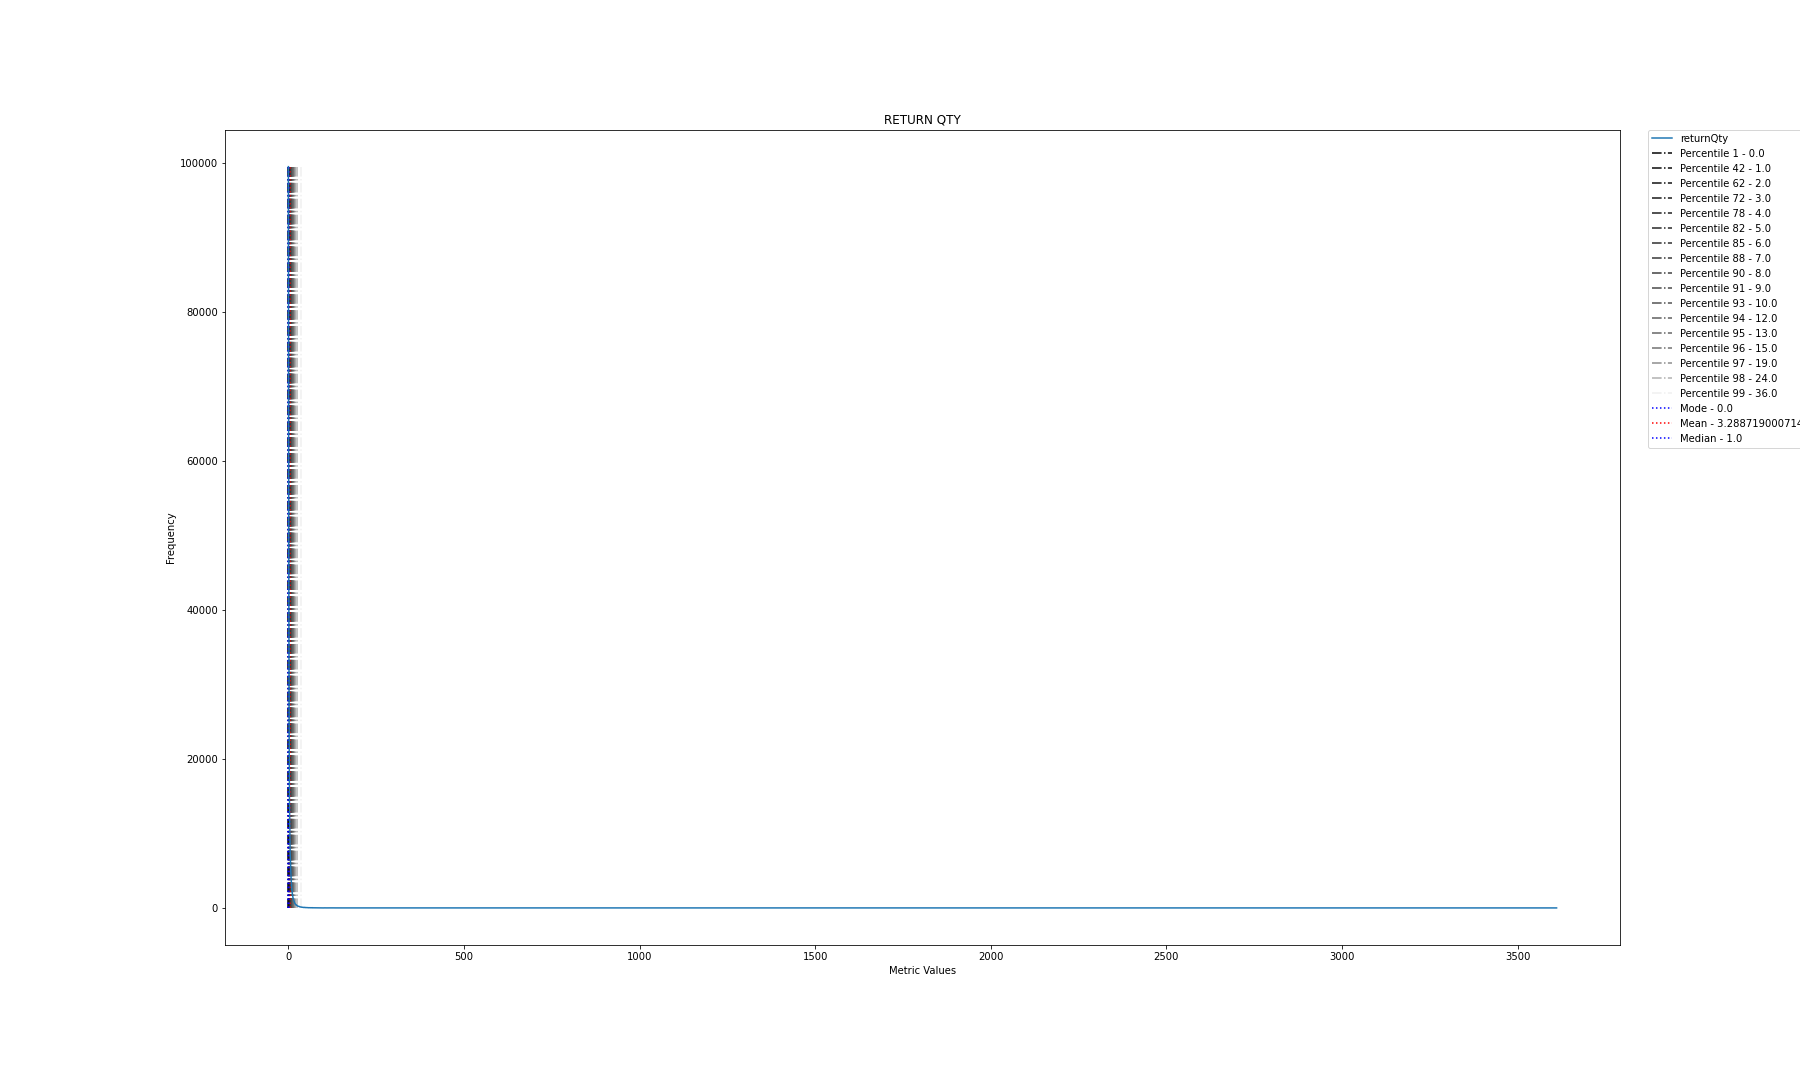 RETURN QTY
100000
80000
60000
40000
20000
0
Frequency
0 500 1000 1500 2000 2500 3000 3500
Metric Values
returnQty
Percentile 1 - 0.0
Percentile 42 - 1.0
Percentile 62 - 2.0
Percentile 72 - 3.0
Percentile 78 - 4.0
Percentile 82 - 5.0
Percentile 85 - 6.0
Percentile 88 - 7.0
Percentile 90 - 8.0
Percentile 91 - 9.0
Percentile 93 - 10.0
Percentile 94 - 12.0
Percentile 95 - 13.0
Percentile 96 - 15.0
Percentile 97 - 19.0
Percentile 98 - 24.0
Percentile 99 - 36.0
Mode - 0.0
Mean - 3.288719000714
Median - 1.0